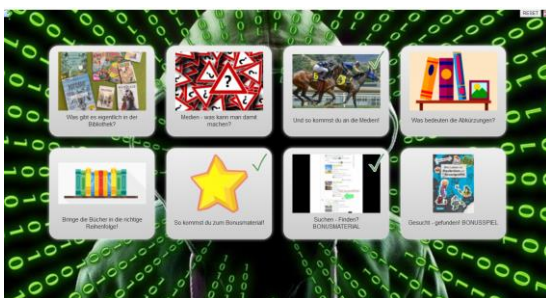 RESET
Was gibt es eigentlich in der
Bibliothek?
Medien - was kann man damit
machen?
Und so kommst du an die Medien!
Was bedeuten die Abkürzungen?
Bringe die Bücher in die richtige
Reihenfolge!
So kommst du zum Bonusmaterial!
Suchen - Finden?
BONUSMATERIAL
Gesucht - gefunden! BONUSSPIEL